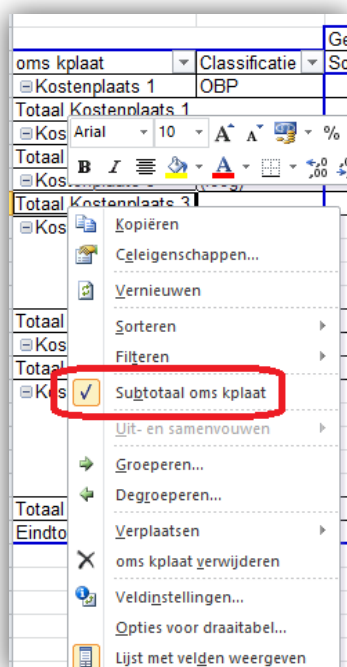 Ge
oms kplaat Classificatie Sc
Kostenplaats 1 OBP
Totaal Kostenplaats 1
Kos
Arial 10 A A %
Totaal
B I A ,00
Totaal Kostenplaats 3
Kos
Kopiëren
Celeigenschappen...
Vernieuwen
Totaal
Sorteren
Kos
Filteren
Totaal
Kos
Subtotaal oms kplaat
Uit- en samenvouwen
Groeperen...
Degroeperen...
Totaal
Verplaatsen
Eindto
oms kplaat verwijderen
Veldinstellingen...
Opties voor draaitabel...
Lijst met velden weergeven